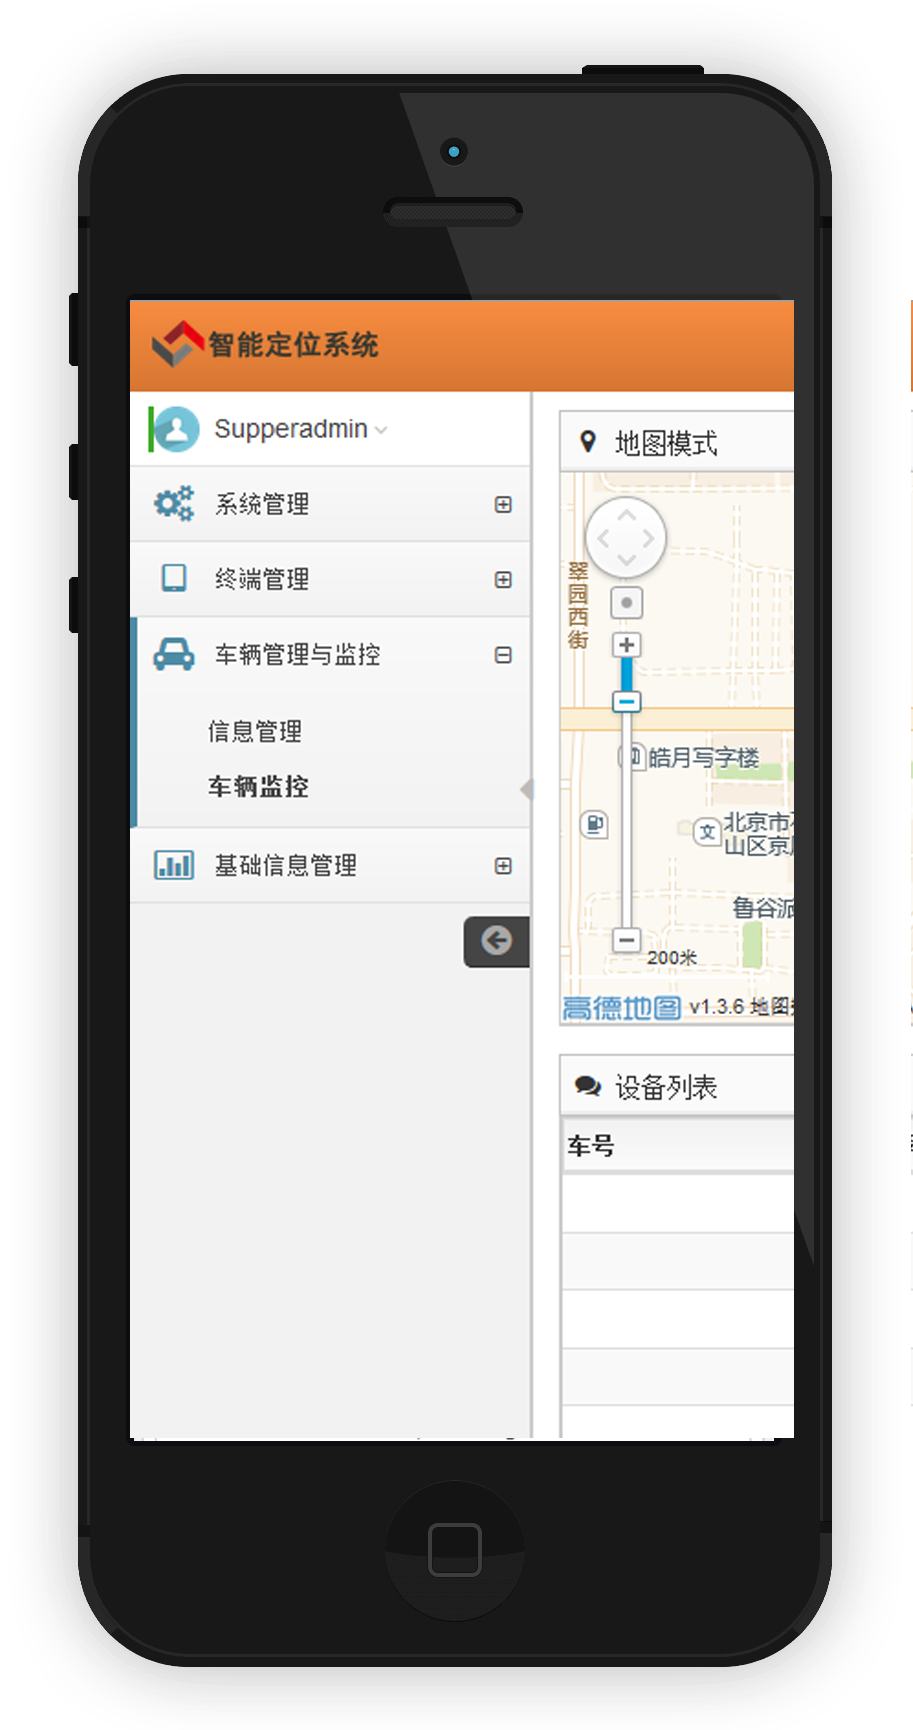 智能定位系统
Supperadmin
系统管理
终端管理
车辆管理与监控
信息管理
车辆监控
基础信息管理
地图模式
翠园西街
皓月写字楼
文
北京市
山区京
鲁谷派
200米
高德地图 v1.3.6 地图
设备列表
车号